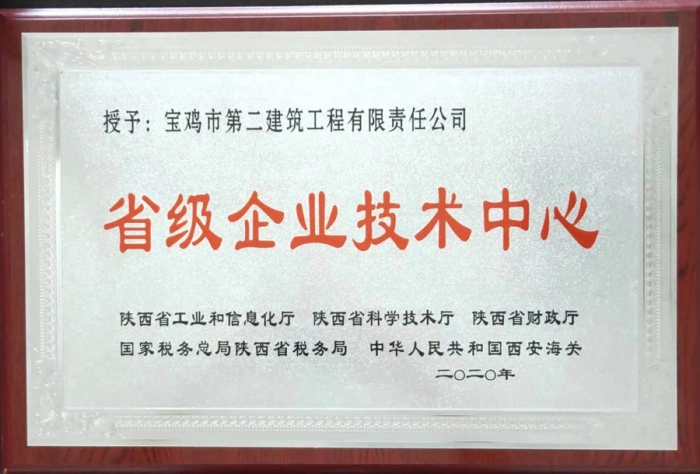 授予：宝鸡市第二建筑工程有限责任公司
省级企业技术中心
陕西省工业和信息化厅 陕西省科学技术厅 陕西省财政厅
国家税务总局陕西省税务局 中华人民共和国西安海关
二〇二〇年